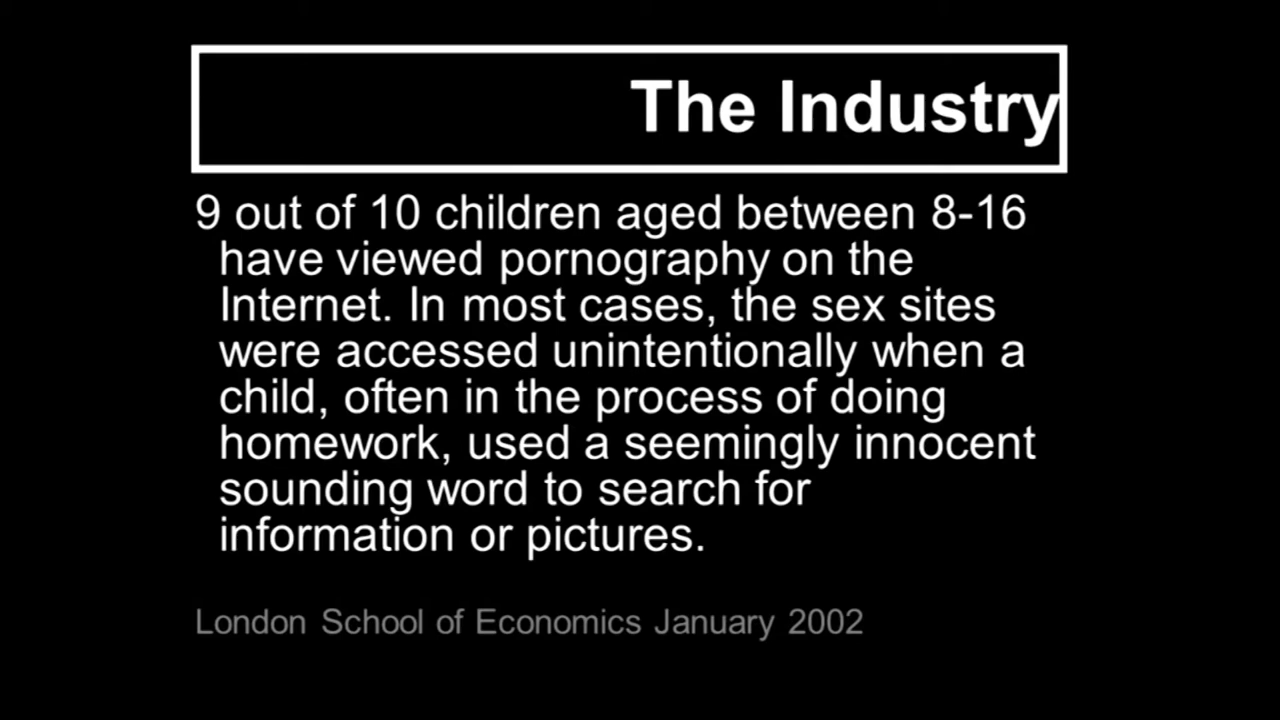 The Industry
9 out of 10 children aged between 8-16
have viewed pornography on the
Internet. In most cases, the sex sites
were accessed unintentionally when a
child, often in the process of doing
homework, used a seemingly innocent
sounding word to search for
information or pictures.
London School of Economics January 2002